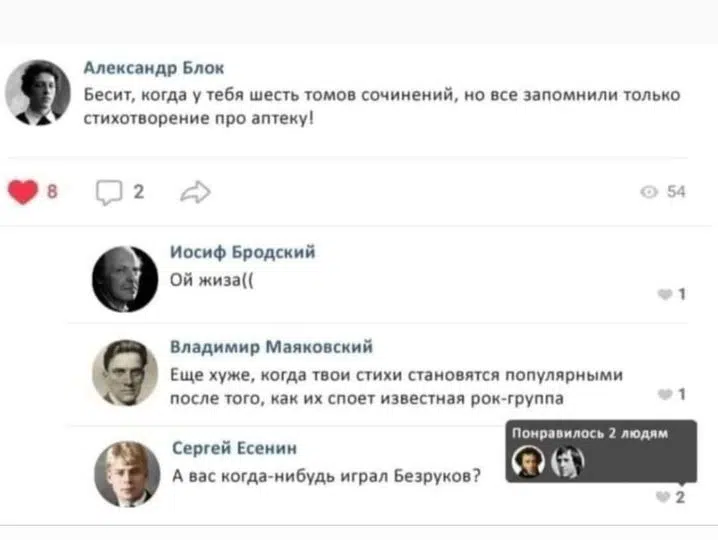 Александр Блок
Бесит, когда у тебя шесть томов сочинений, но все запомнили только
стихотворение про аптеку!
8
2
54
Иосиф Бродский
Ой жиза((
1
Владимир Маяковский
Еще хуже, когда твои стихи становятся популярными
после того, как их споет известная рок-группа
1
Понравилось 2 людям
Сергей Есенин
А вас когда-нибудь играл Безруков?
2